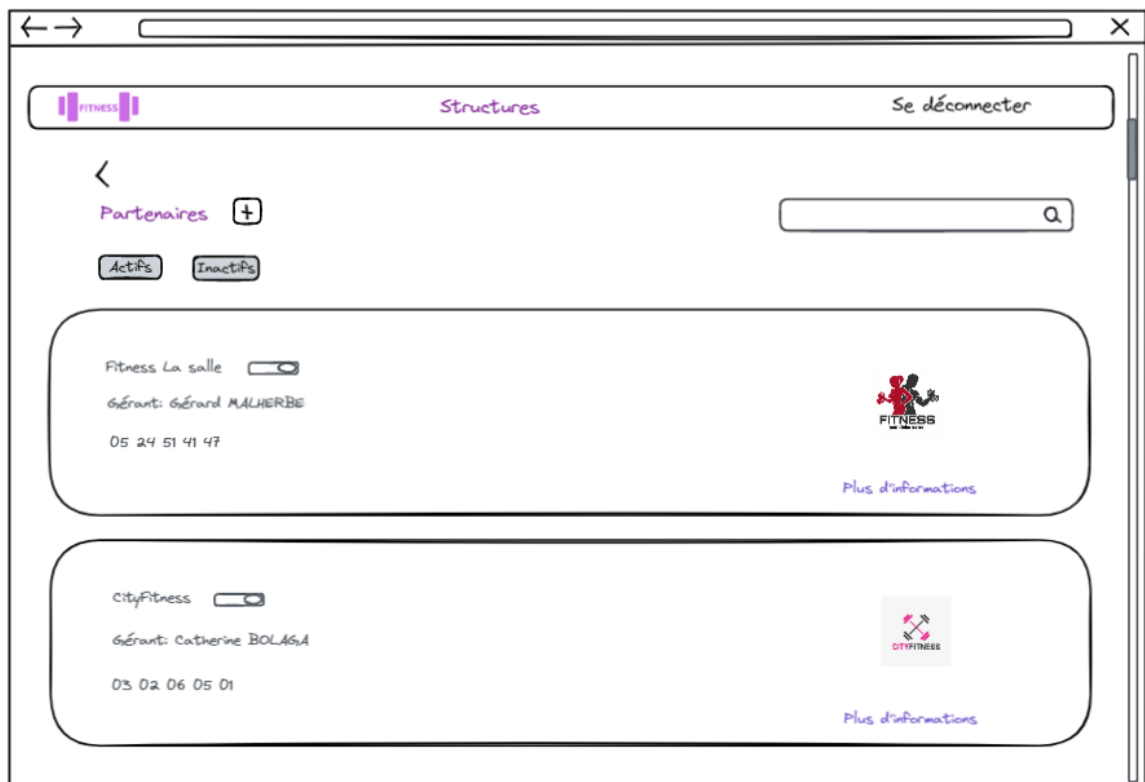 FITNESS
Structures
Se déconnecter
Partenaires
Actifs
Inactifs
Fitness La salle
Gérant: Gérard MALHERBE
05 24 51 41 47
FITNESS
Plus d'informations
CityFitness
Gérant: Catherine BOLAGA
03 02 06 05 01
CITYFITNESS
Plus d'informations